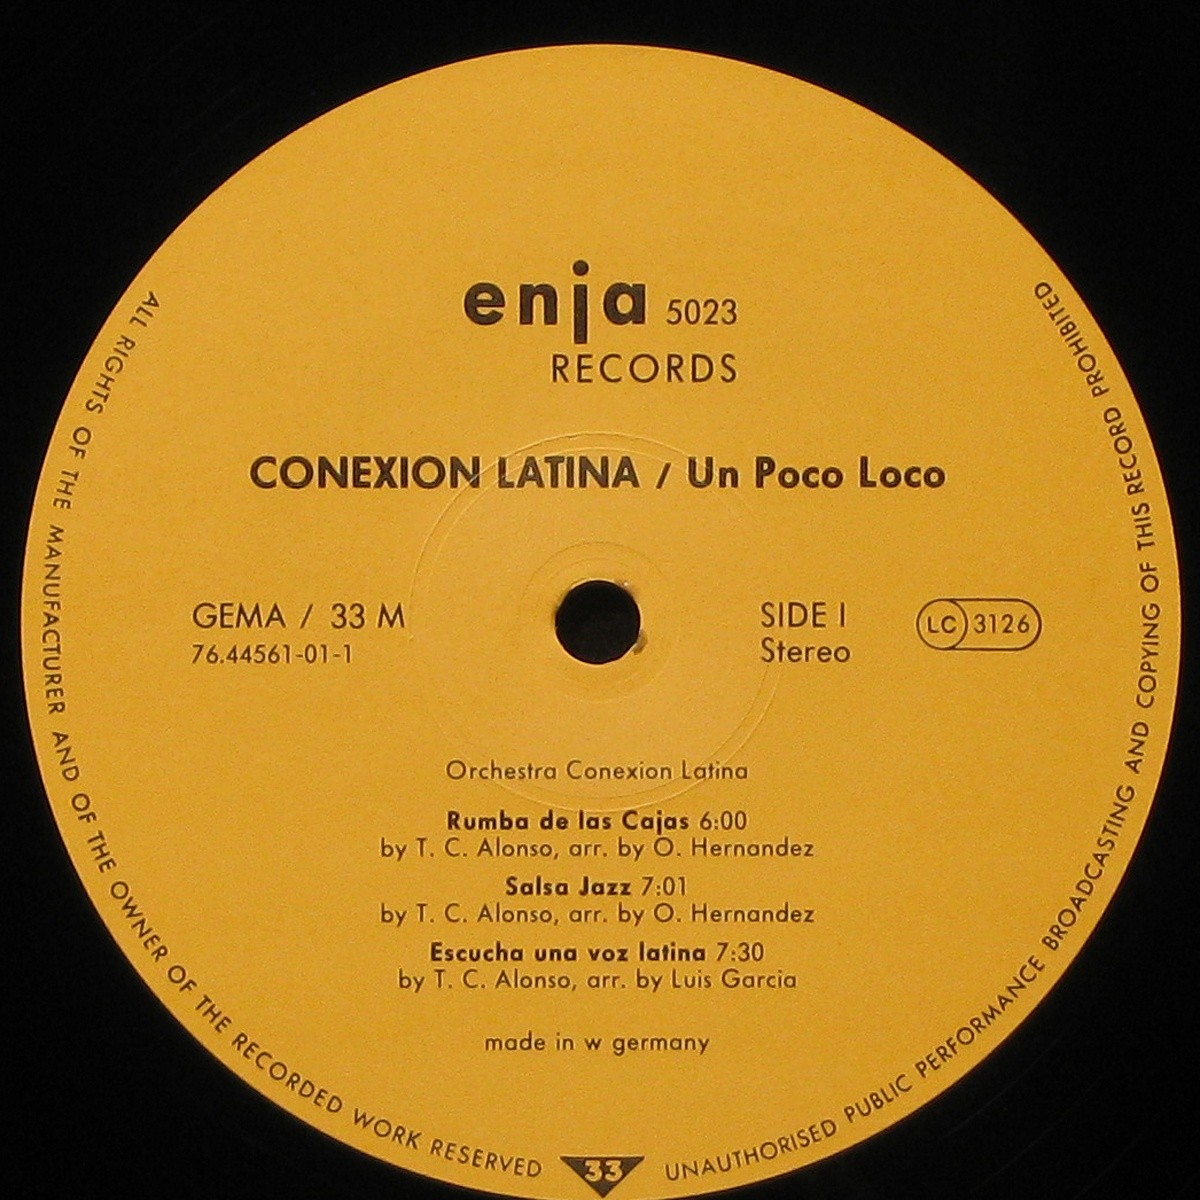 enja 5023
RECORDS
CONEXION LATINA / Un Poco Loco
GEMA / 33 M
76.44561-01-1
SIDE I
Stereo
LC 3126
Orchestra Conexion Latina
Rumba de las Cajas 6:00
by T. C. Alonso, arr. by O. Hernandez
Salsa Jazz 7:01
by T. C. Alonso, arr. by O. Hernandez
Escucha una voz latina 7:30
by T. C. Alonso, arr. by Luis Garcia
made in w germany
ALL RIGHTS OF THE MANUFACTURER AND OF THE OWNER OF THE RECORDED WORK RESERVED
33
UNAUTHORISED PUBLIC PERFORMANCE BROADCASTING AND COPYING OF THIS RECORD PROHIBITED